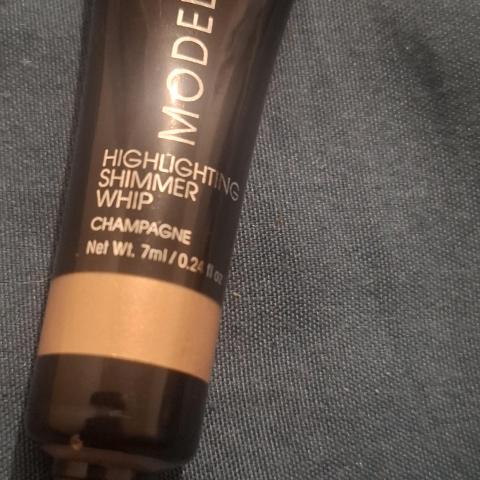 MODEL
HIGHLIGHTING
SHIMMER
WHIP
CHAMPAGNE
Net Wt. 7ml / 0.24 fl oz